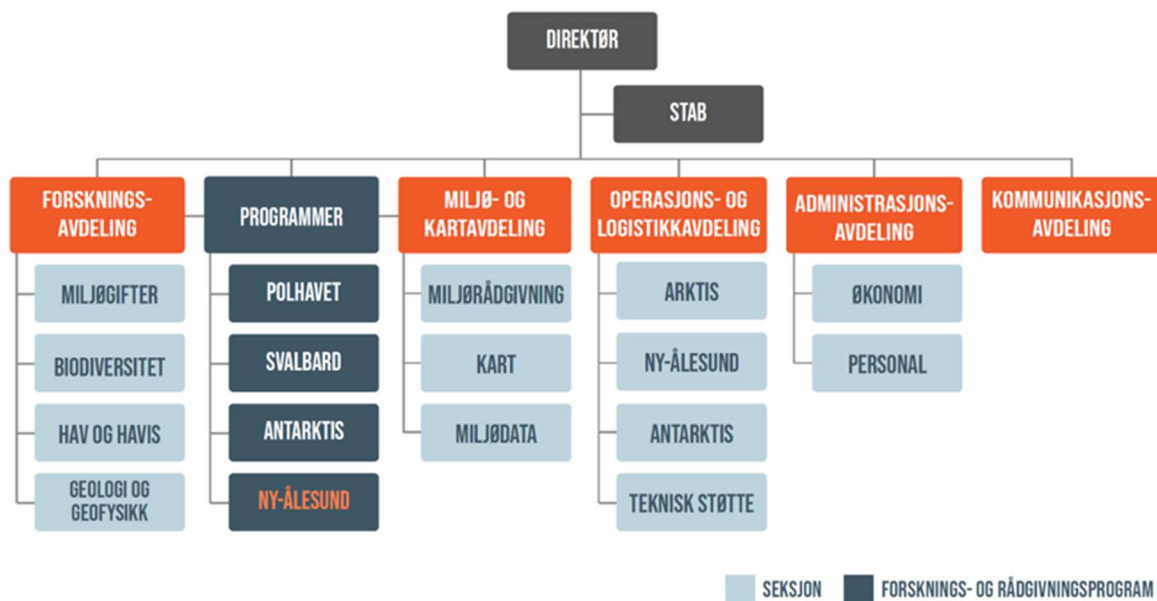 DIREKTØR
STAB
FORSKNINGS-
AVDELING
PROGRAMMER
MILJØ- OG
KARTAVDELING
OPERASJONS- OG
LOGISTIKKAVDELING
ADMINISTRASJONS-
AVDELING
KOMMUNIKASJONS-
AVDELING
MILJØGIFTER
BIODIVERSITET
HAV OG HAVIS
GEOLOGI OG
GEOFYSIKK
POLHAVET
SVALBARD
ANTARKTIS
NY-ÅLESUND
MILJØRÅDGIVNING
KART
MILJØDATA
ARKTIS
NY-ÅLESUND
ANTARKTIS
TEKNISK STØTTE
ØKONOMI
PERSONAL
SEKSJON
FORSKNINGS- OG RÅDGIVNINGSPROGRAM